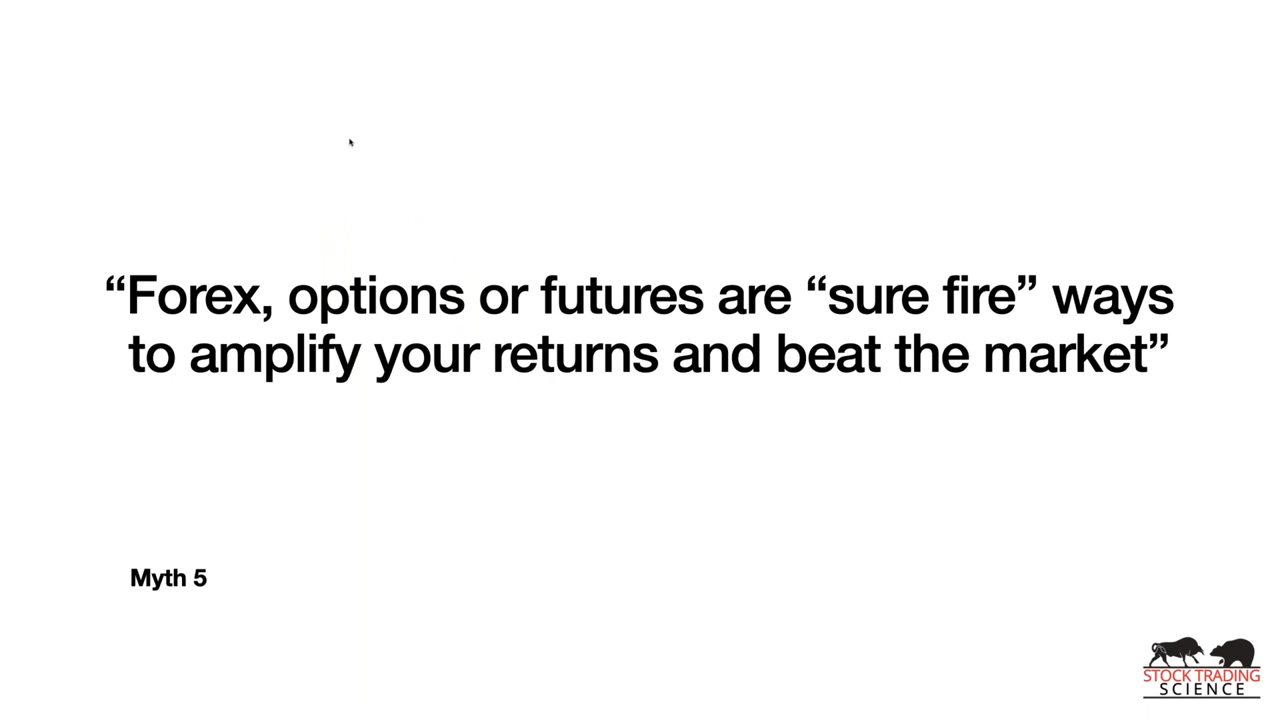 “Forex, options or futures are “sure fire” ways
to amplify your returns and beat the market”
Myth 5
STOCK TRADING
SCIENCE